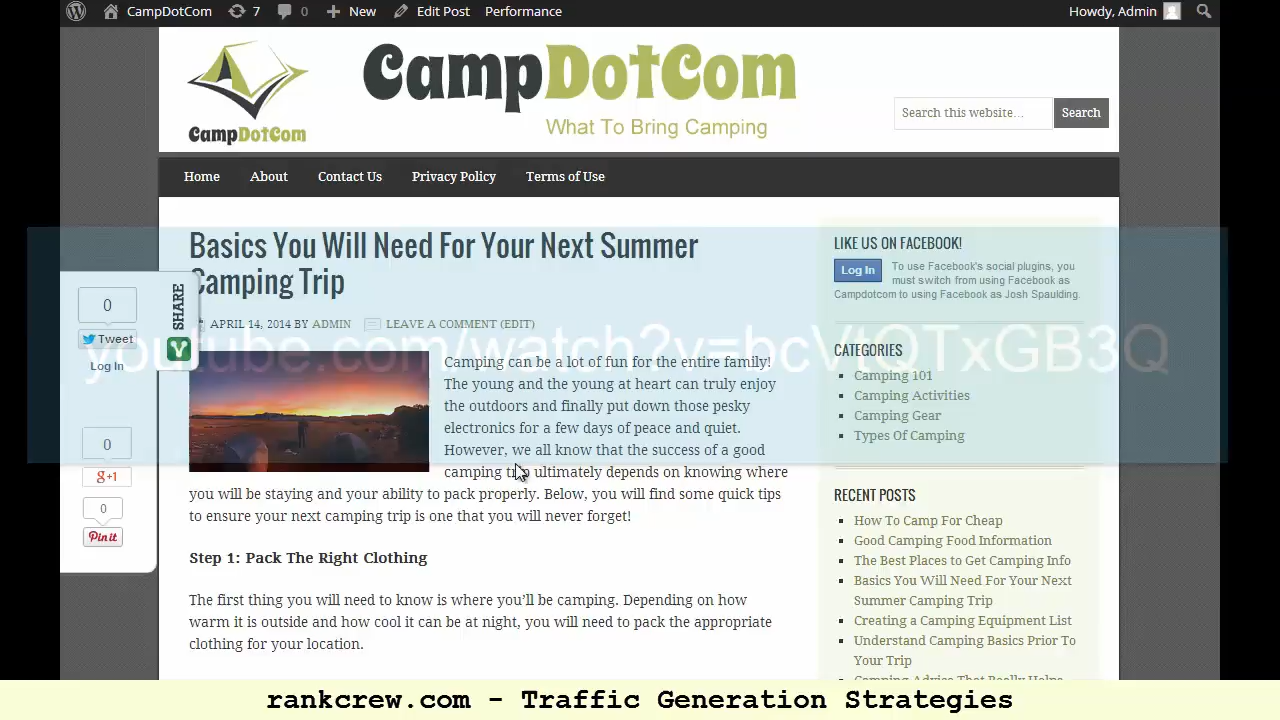 CampDotCom 7 0 New Edit Post Performance Howdy, Admin
CampDotCom
What To Bring Camping
CampDotCom
Search this website... Search
Home About Contact Us Privacy Policy Terms of Use
Basics You Will Need For Your Next Summer
Camping Trip
APRIL 14, 2014 BY ADMIN LEAVE A COMMENT (EDIT)
Camping can be a lot of fun for the entire family!
The young and the young at heart can truly enjoy
the outdoors and finally put down those pesky
electronics for a few days of peace and quiet.
However, we all know that the success of a good
camping trip ultimately depends on knowing where
you will be staying and your ability to pack properly. Below, you will find some quick tips
to ensure your next camping trip is one that you will never forget!
Step 1: Pack The Right Clothing
The first thing you will need to know is where you'll be camping. Depending on how
warm it is outside and how cool it can be at night, you will need to pack the appropriate
clothing for your location.
SHARE
0
Tweet
Log In
0
g+1
0
Pin it
youtube.com/watch?v=bcVtQTxGB3Q
LIKE US ON FACEBOOK!
Log In To use Facebook's social plugins, you
must switch from using Facebook as
Campdotcom to using Facebook as Josh Spaulding.
CATEGORIES
Camping 101
Camping Activities
Camping Gear
Types Of Camping
RECENT POSTS
How To Camp For Cheap
Good Camping Food Information
The Best Places to Get Camping Info
Basics You Will Need For Your Next
Summer Camping Trip
Creating a Camping Equipment List
Understand Camping Basics Prior To
Your Trip
Camping Advice That Really Helps
rankcrew.com - Traffic Generation Strategies